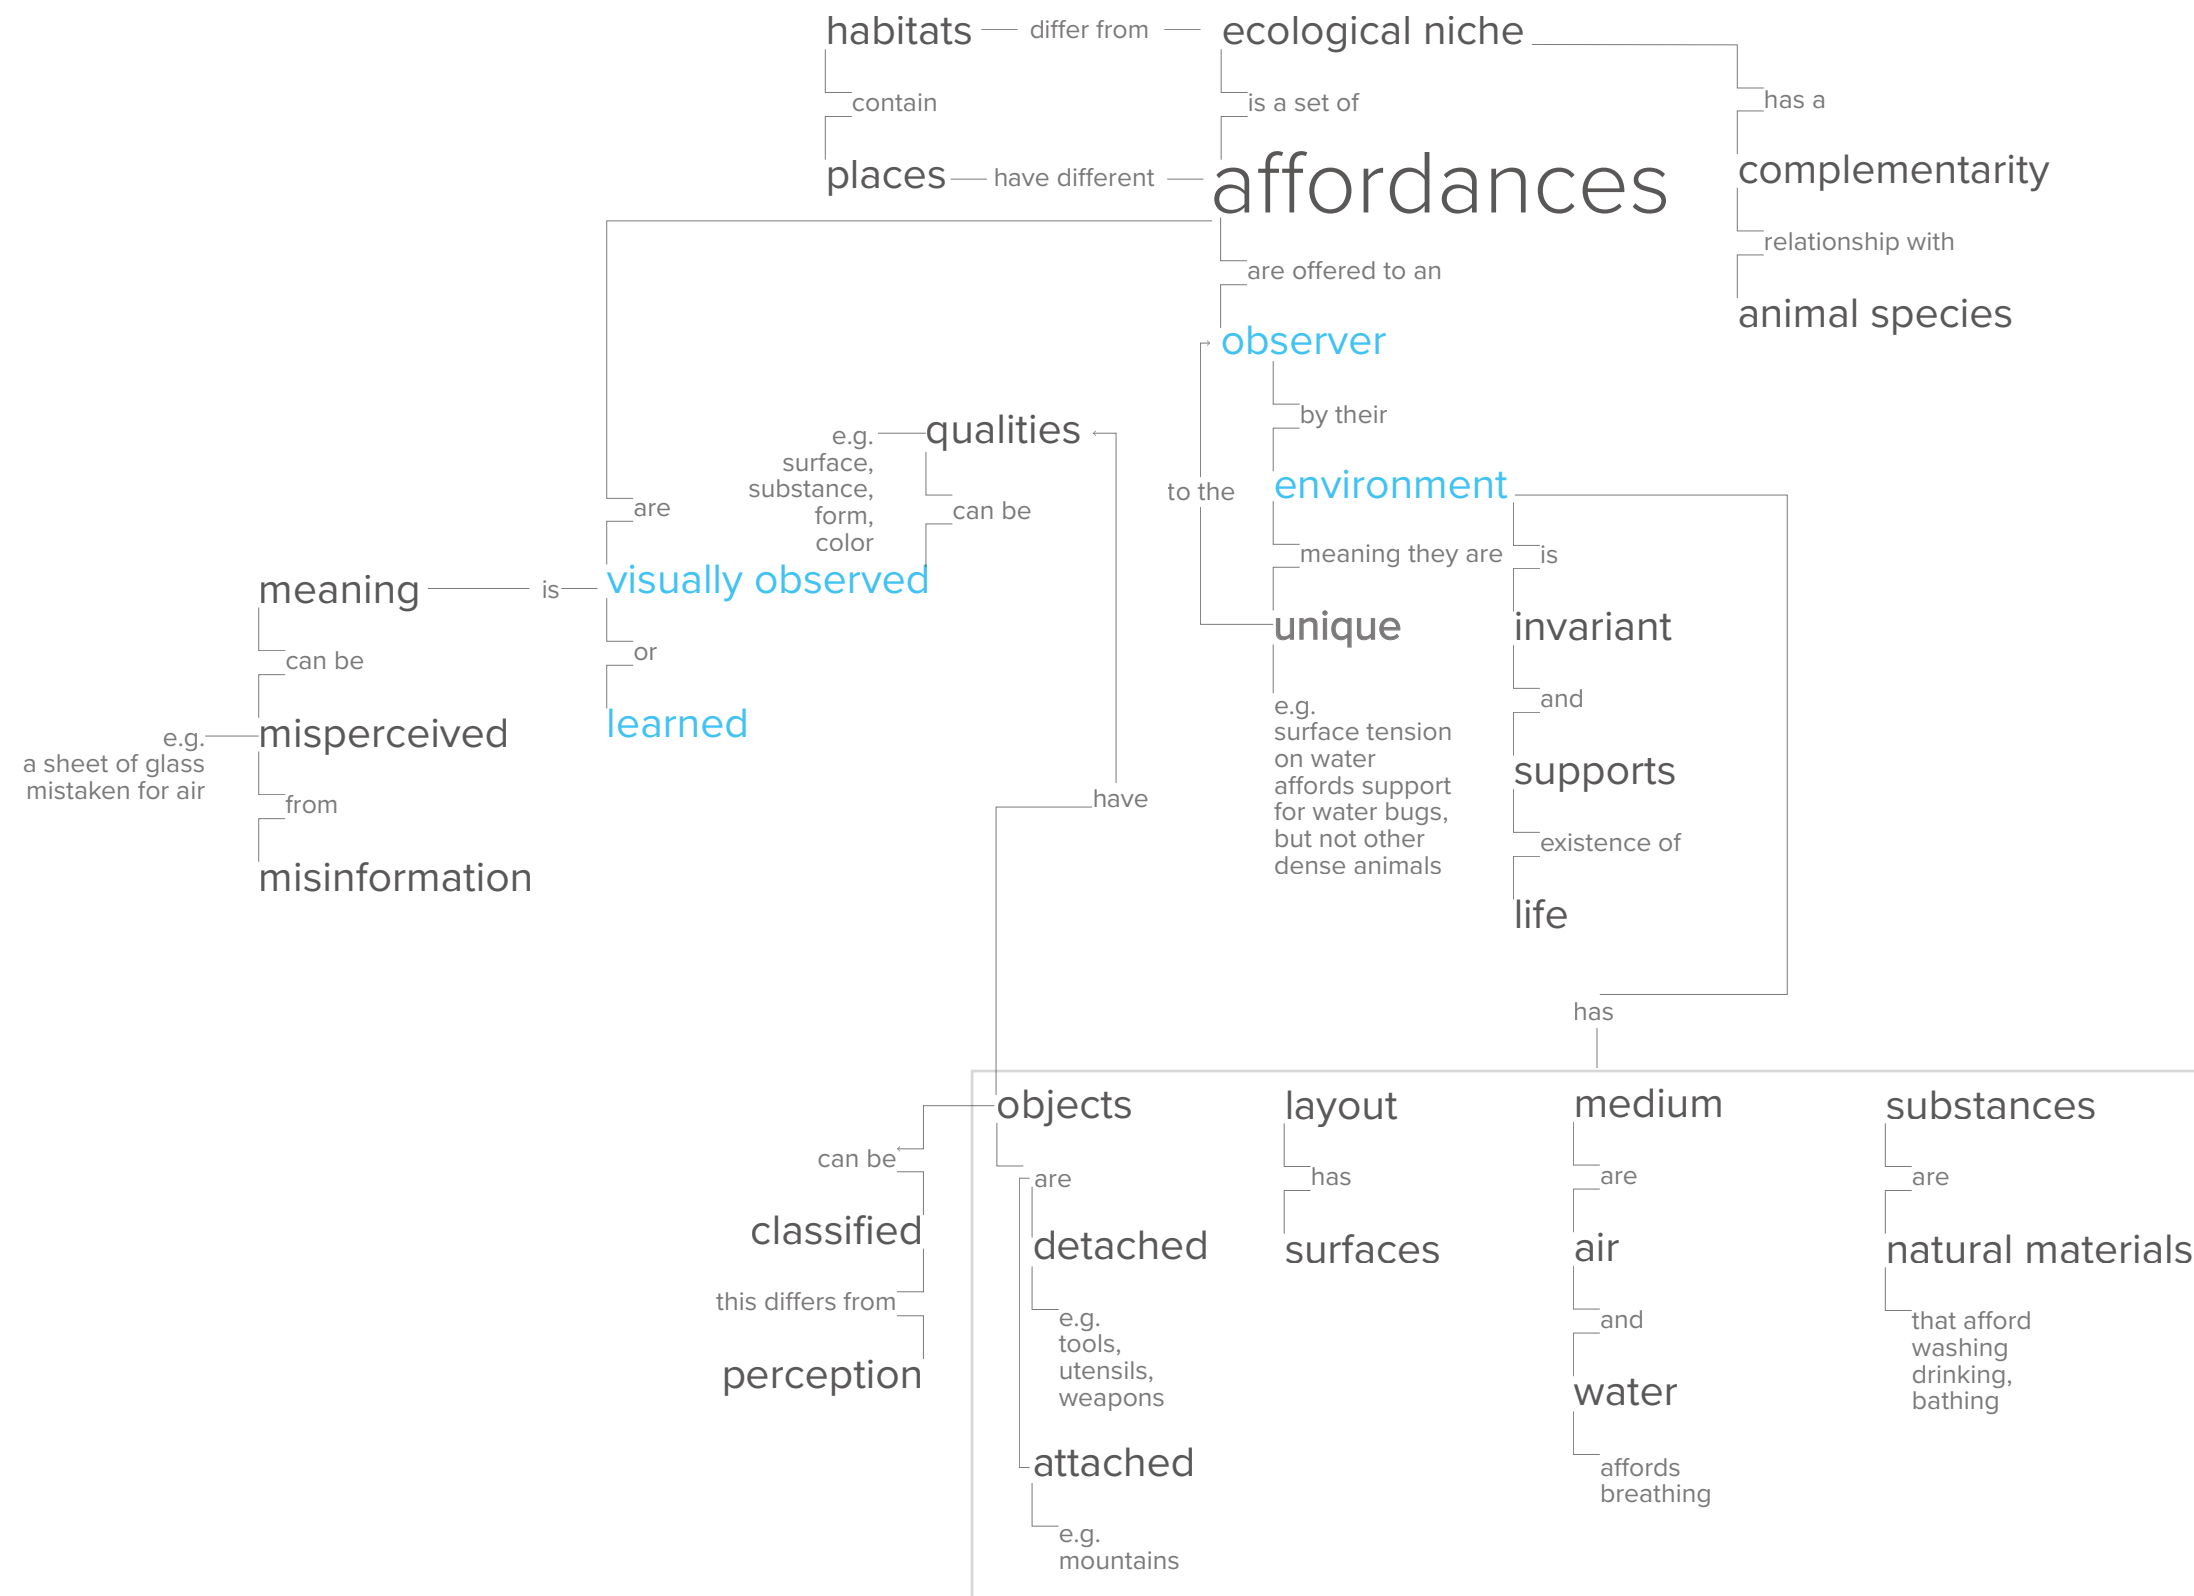 habitats differ from ecological niche
contain
is a set of
has a
places have different affordances
complementarity
relationship with
animal species
are offered to an
observer
by their
environment
to the
meaning they are
unique
e.g.
surface tension
on water
affords support
for water bugs,
but not other
dense animals
is
invariant
and
supports
existence of
life
qualities
e.g.
surface,
substance,
form,
color
can be
are
meaning is visually observed
or
learned
can be
misperceived
e.g.
a sheet of glass
mistaken for air
from
misinformation
have
has
objects
can be
classified
this differs from
perception
are
detached
e.g.
tools,
utensils,
weapons
attached
e.g.
mountains
layout
has
surfaces
medium
are
air
and
water
affords
breathing
substances
are
natural materials
that afford
washing
drinking,
bathing